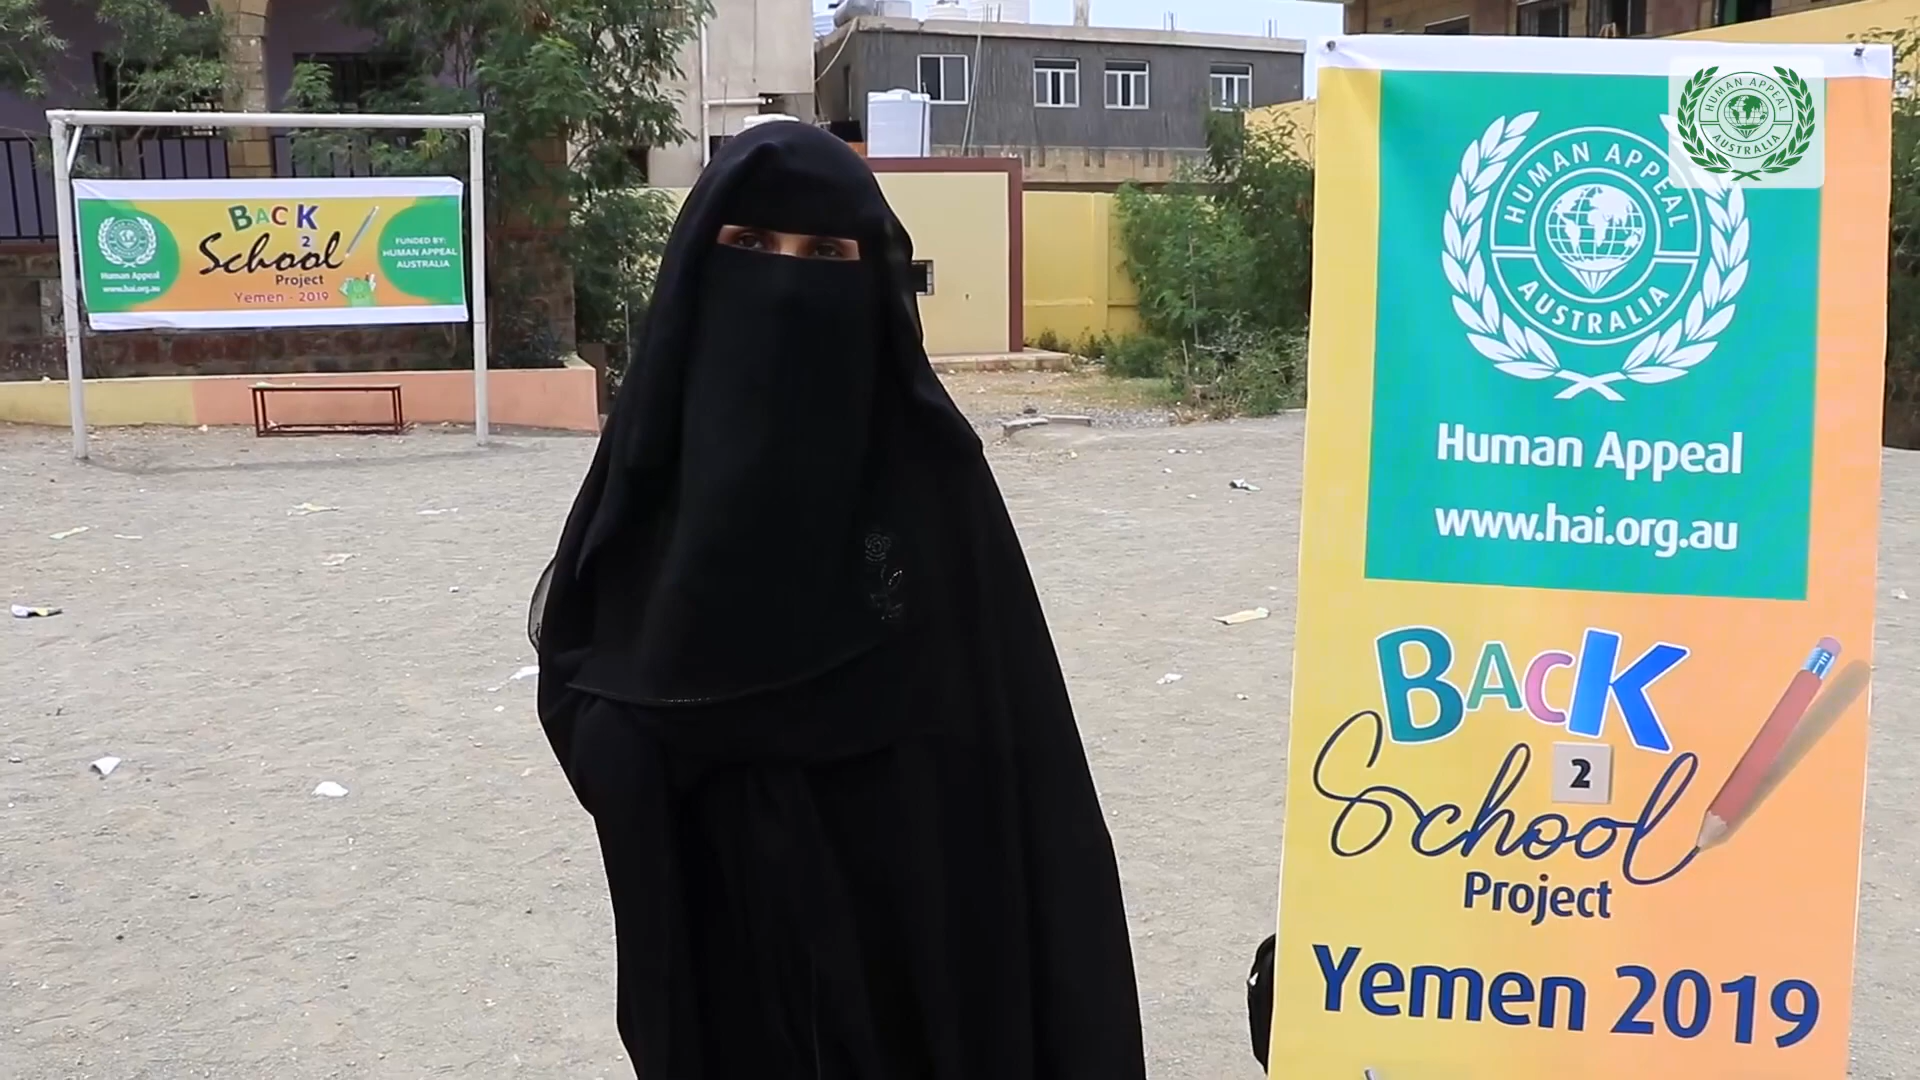 BACK
2
School
Project
Yemen - 2019
Human Appeal
www.hai.org.au
FUNDED BY:
HUMAN APPEAL
AUSTRALIA
HUMAN APPEAL
AUSTRALIA
HUMAN APPEAL
AUSTRALIA
Human Appeal
www.hai.org.au
BACK
2
School
Project
Yemen 2019